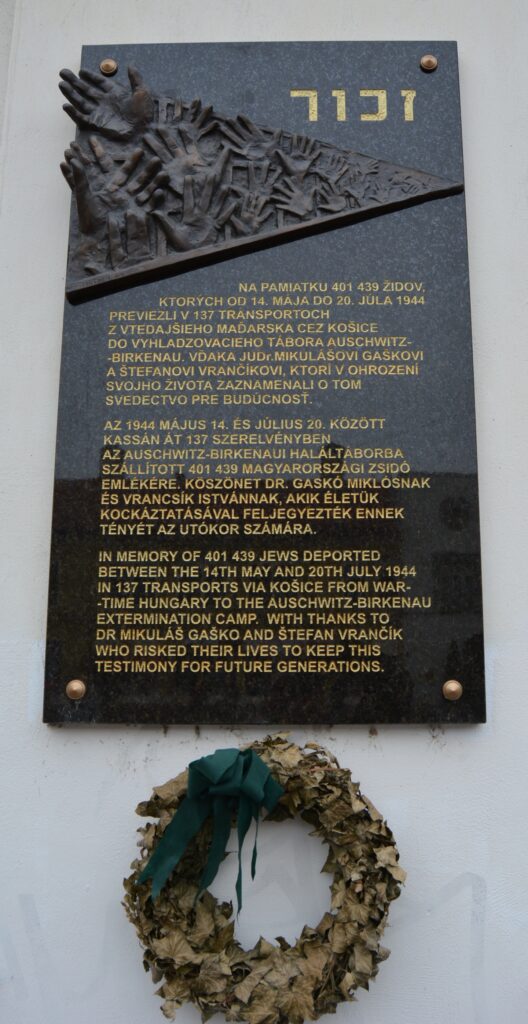 זכור
NA PAMIATKU 401 439 ŽIDOV,
KTORÝCH OD 14. MÁJA DO 20. JÚLA 1944
PREVIEZLI V 137 TRANSPORTOCH
Z VTEDAJŠIEHO MAĎARSKA CEZ KOŠICE
DO VYHLADZOVACIEHO TÁBORA AUSCHWITZ-
-BIRKENAU. VĎAKA JUDr.MIKULÁŠOVI GAŠKOVI
A ŠTEFANOVI VRANČÍKOVI, KTORÍ V OHROZENÍ
SVOJHO ŽIVOTA ZAZNAMENALI O TOM
SVEDECTVO PRE BUDÚCNOSŤ.
AZ 1944 MÁJUS 14. ÉS JÚLIUS 20. KÖZÖTT
KASSÁN ÁT 137 SZERELVÉNYBEN
AZ AUSCHWITZ-BIRKENAUI HALÁLTÁBORBA
SZÁLLÍTOTT 401 439 MAGYARORSZÁGI ZSIDÓ
EMLÉKÉRE. KÖSZÖNET DR. GASKÓ MIKLÓSNAK
ÉS VRANCSÍK ISTVÁNNAK, AKIK ÉLETÜK
KOCKÁZTATÁSÁVAL FELJEGYEZTÉK ENNEK
TÉNYÉT AZ UTÓKOR SZÁMÁRA.
IN MEMORY OF 401 439 JEWS DEPORTED
BETWEEN THE 14TH MAY AND 20TH JULY 1944
IN 137 TRANSPORTS VIA KOŠICE FROM WAR-
-TIME HUNGARY TO THE AUSCHWITZ-BIRKENAU
EXTERMINATION CAMP. WITH THANKS TO
DR MIKULÁŠ GAŠKO AND ŠTEFAN VRANČÍK
WHO RISKED THEIR LIVES TO KEEP THIS
TESTIMONY FOR FUTURE GENERATIONS.